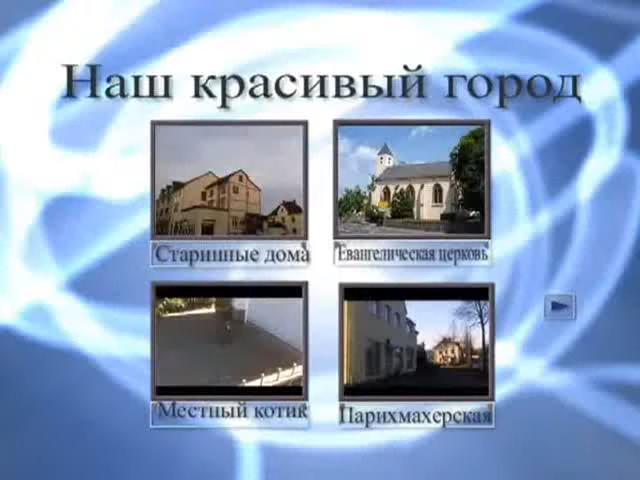 Наш красивый город
Старинные дома
Евангелическая церковь
Местный котик
Парихмахерская